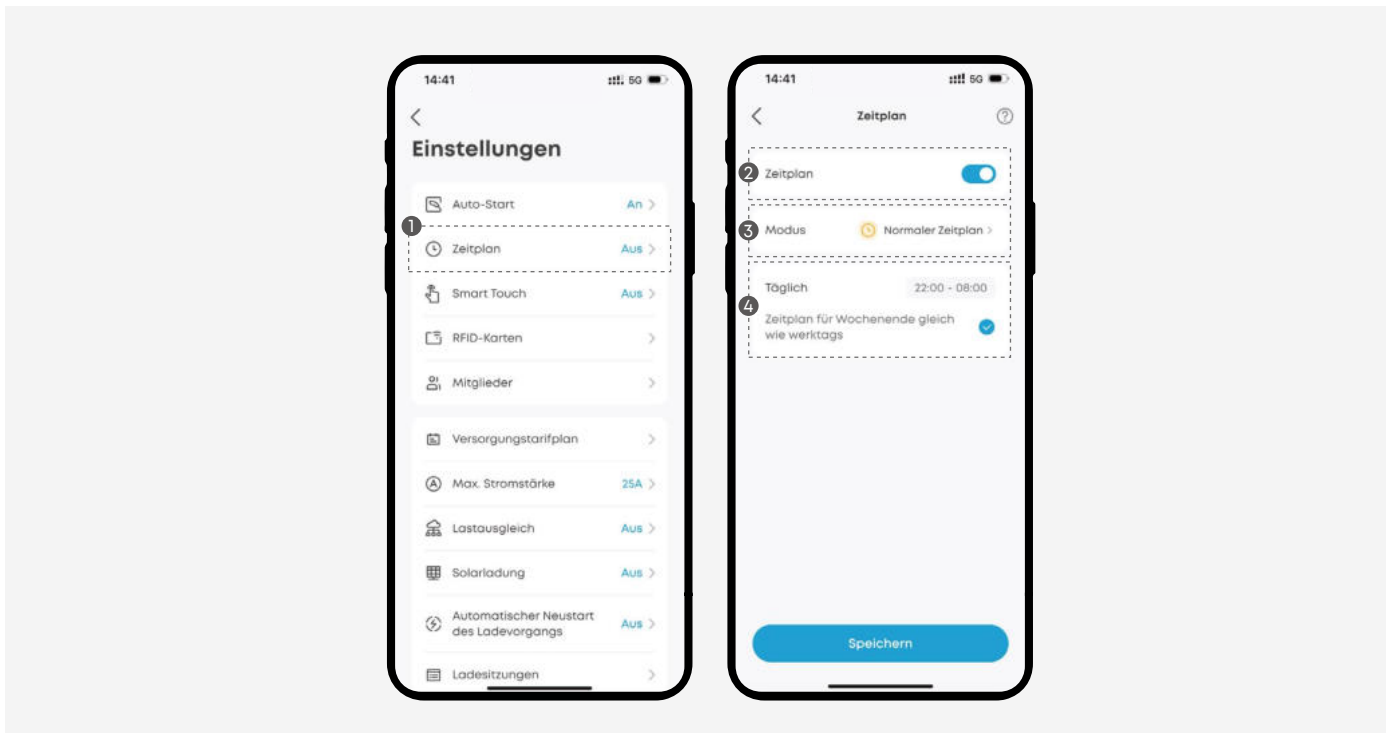 14:41 5G
Einstellungen
Auto-Start An
1
Zeitplan Aus
Smart Touch Aus
RFID-Karten
Mitglieder
Versorgungstarifplan
Max. Stromstärke 25A
Lastausgleich Aus
Solarladung Aus
Automatischer Neustart
des Ladevorgangs Aus
Ladesitzungen
14:41 5G
Zeitplan ?
2 Zeitplan
3 Modus Normaler Zeitplan
Täglich 22:00 - 08:00
4
Zeitplan für Wochenende gleich
wie werktags
Speichern